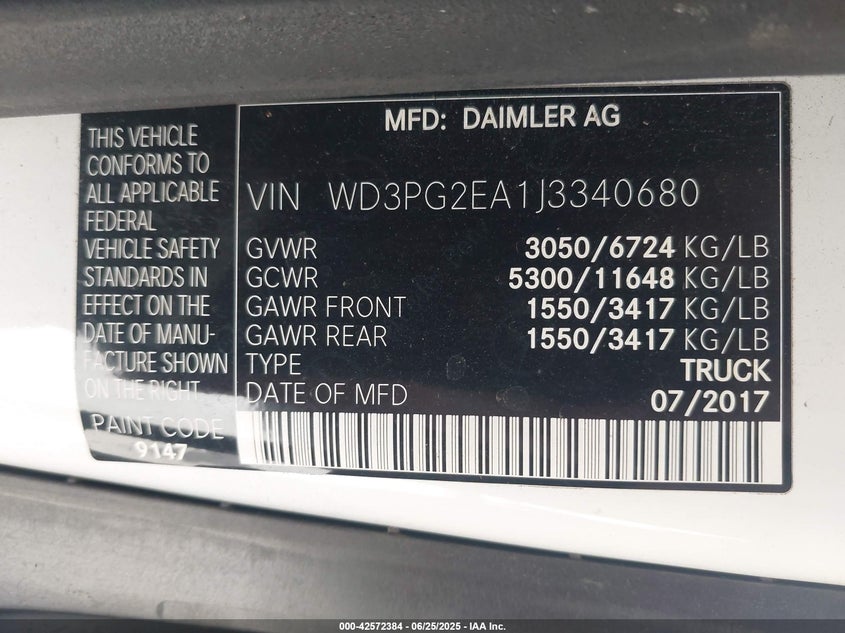 MFD: DAIMLER AG
THIS VEHICLE
CONFORMS TO
ALL APPLICABLE
FEDERAL
VEHICLE SAFETY
STANDARDS IN
EFFECT ON THE
DATE OF MANU-
FACTURE SHOWN
ON THE RIGHT
PAINT CODE
9147
VIN WD3PG2EA1J3340680
GVWR 3050/6724 KG/LB
GCWR 5300/11648 KG/LB
GAWR FRONT 1550/3417 KG/LB
GAWR REAR 1550/3417 KG/LB
TYPE TRUCK
DATE OF MFD 07/2017
000-42572384 - 06/25/2025 - IAA Inc.